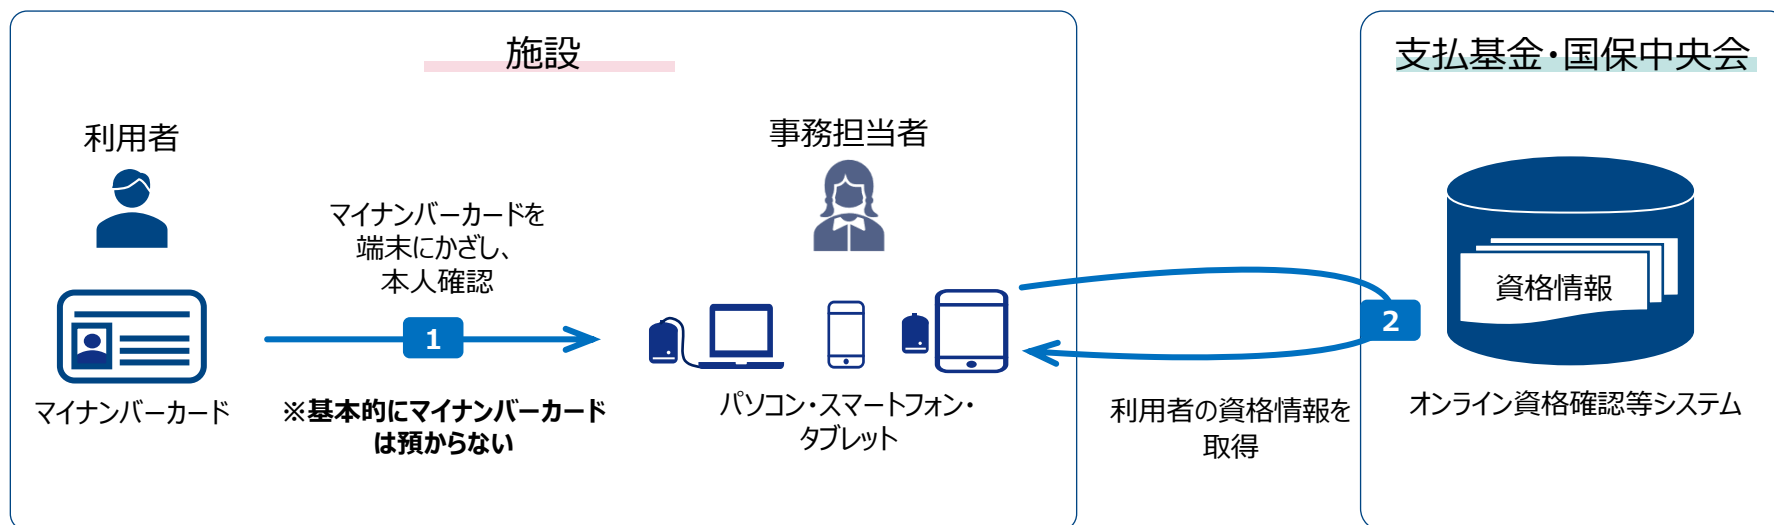 施設
支払基金・国保中央会
利用者
事務担当者
マイナンバーカードを
端末にかざし、
本人確認
1
マイナンバーカード
※基本的にマイナンバーカード
は預からない
パソコン・スマートフォン・
タブレット
2
利用者の資格情報を
取得
資格情報
オンライン資格確認等システム